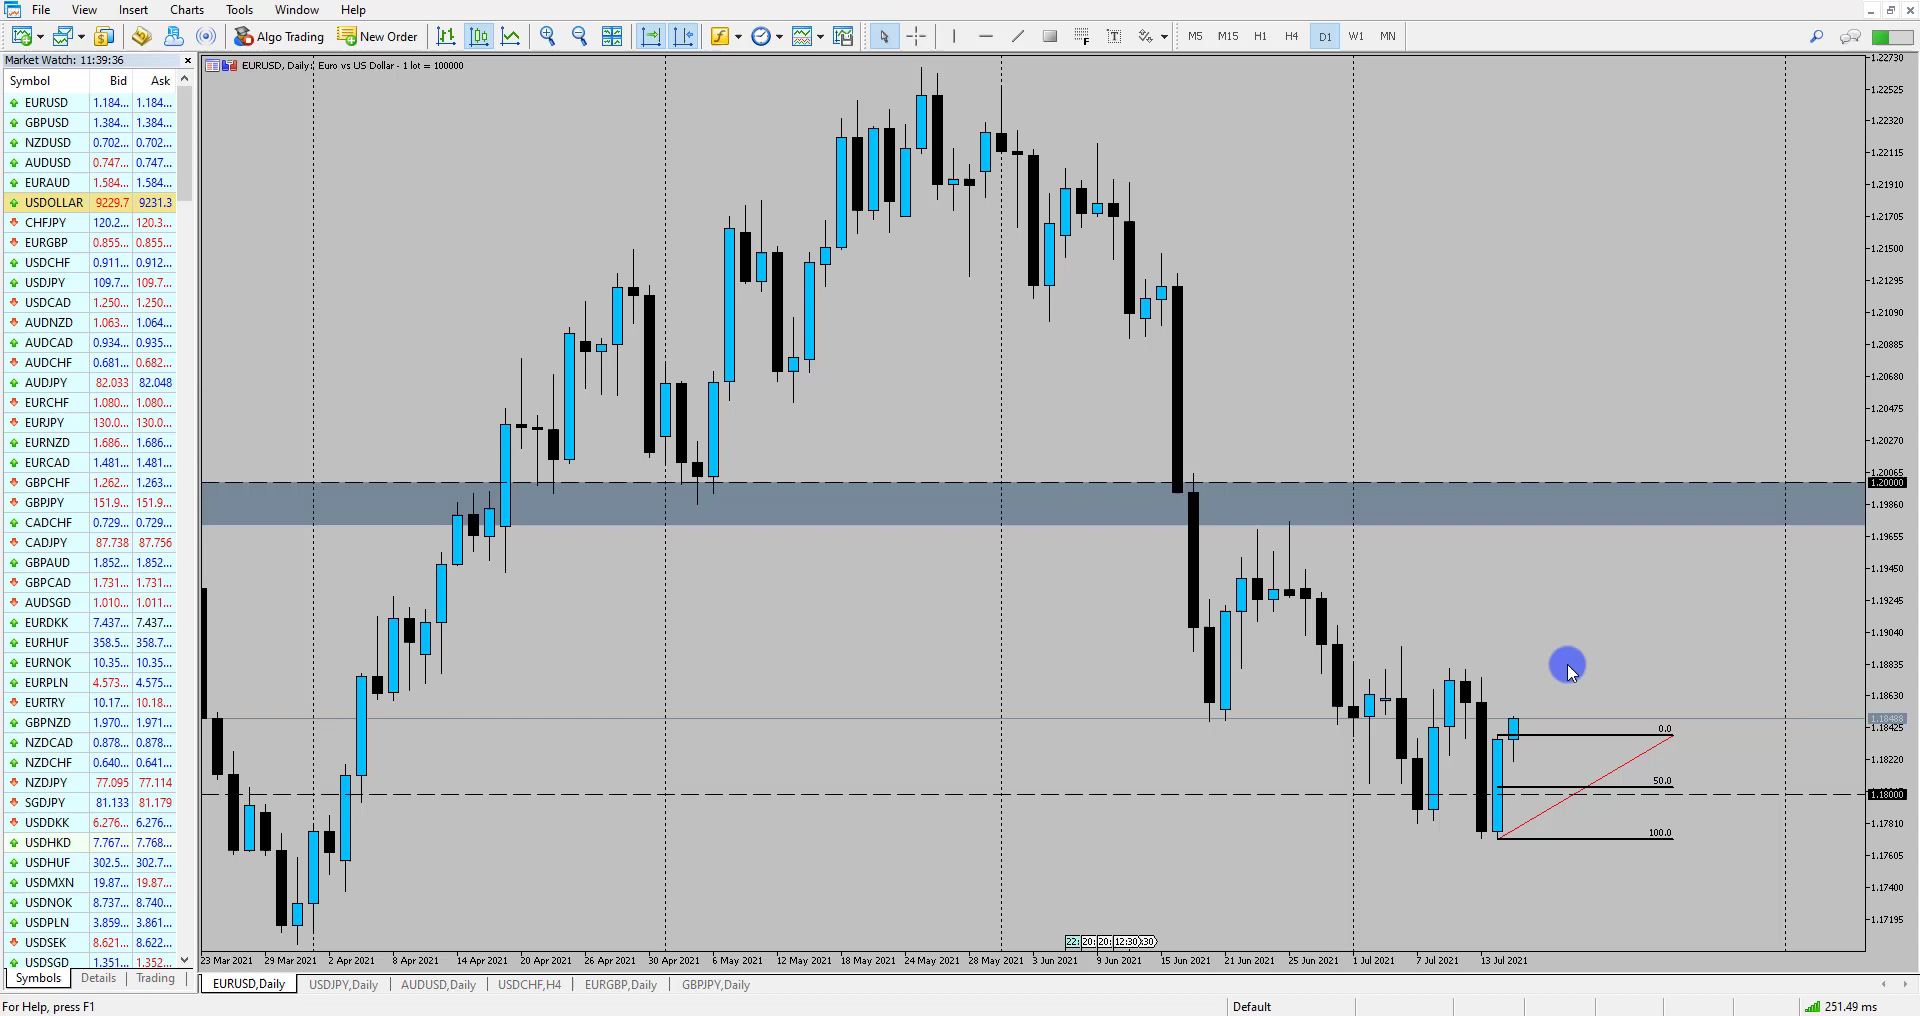 File View Insert Charts Tools Window Help
Algo Trading New Order M5 M15 H1 H4 D1 W1 MN
Market Watch: 11:39:36
Symbol Bid Ask
EURUSD 1.184... 1.184...
GBPUSD 1.384... 1.384...
NZDUSD 0.702... 0.702...
AUDUSD 0.747... 0.747...
EURAUD 1.584... 1.584...
USDOLLAR 9229.7 9231.3
CHFJPY 120.2... 120.3...
EURGBP 0.855... 0.855...
USDCHF 0.911... 0.912...
USDJPY 109.7... 109.7...
USDCAD 1.250... 1.250...
AUDNZD 1.063... 1.064...
AUDCAD 0.934... 0.935...
AUDCHF 0.681... 0.682...
AUDJPY 82.033 82.048
EURCHF 1.080... 1.080...
EURJPY 130.0... 130.0...
EURNZD 1.686... 1.686...
EURCAD 1.481... 1.481...
GBPCHF 1.262... 1.263...
GBPJPY 151.9... 151.9...
CADCHF 0.729... 0.729...
CADJPY 87.738 87.756
GBPAUD 1.852... 1.852...
GBPCAD 1.731... 1.731...
AUDSGD 1.010... 1.011...
EURDKK 7.437... 7.437...
EURHUF 358.5... 358.7...
EURNOK 10.35... 10.35...
EURPLN 4.573... 4.575...
EURTRY 10.17... 10.18...
GBPNZD 1.970... 1.971...
NZDCAD 0.878... 0.878...
NZDCHF 0.640... 0.641...
NZDJPY 77.095 77.114
SGDJPY 81.133 81.179
USDDKK 6.276... 6.276...
USDHKD 7.767... 7.768...
USDHUF 302.5... 302.7...
USDMXN 19.87... 19.87...
USDNOK 8.737... 8.740...
USDPLN 3.859... 3.861...
USDSEK 8.621... 8.622...
USDSGD 1.351... 1.352...
Symbols Details Trading
EURUSD, Daily: Euro vs US Dollar - 1 lot = 100000
1.22730
1.22525
1.22320
1.22115
1.21910
1.21705
1.21500
1.21295
1.21090
1.20885
1.20680
1.20475
1.20270
1.20065
1.20000
1.19860
1.19655
1.19450
1.19245
1.19040
1.18835
1.18630
1.18488
1.18425
1.18220
1.18000
1.17810
1.17605
1.17400
1.17195
0.0
50.0
100.0
22: 20: 20: 12:30 30
23 Mar 2021 29 Mar 2021 2 Apr 2021 8 Apr 2021 14 Apr 2021 20 Apr 2021 26 Apr 2021 30 Apr 2021 6 May 2021 12 May 2021 18 May 2021 24 May 2021 28 May 2021 3 Jun 2021 9 Jun 2021 15 Jun 2021 21 Jun 2021 25 Jun 2021 1 Jul 2021 7 Jul 2021 13 Jul 2021
EURUSD,Daily USDJPY,Daily AUDUSD,Daily USDCHF,H4 EURGBP,Daily GBPJPY,Daily
For Help, press F1 Default 251.49 ms